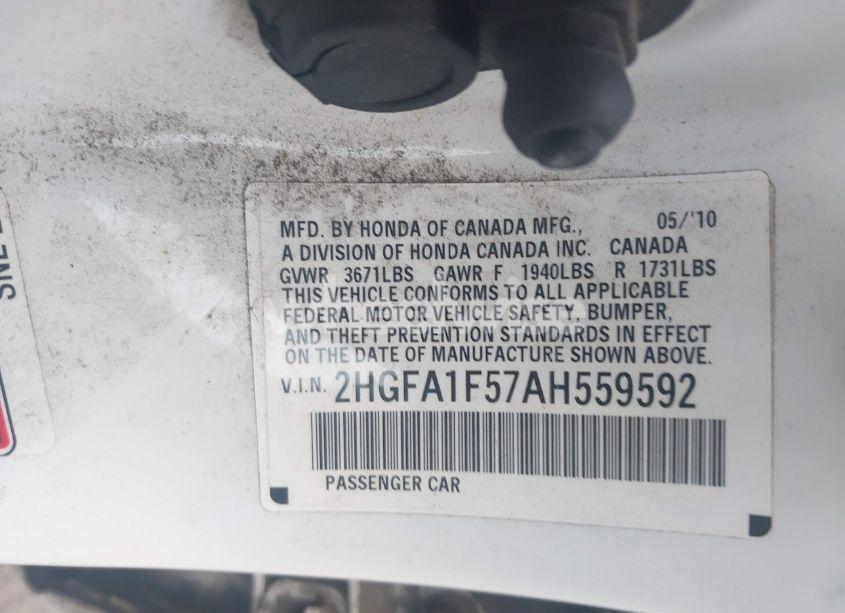 MFD. BY HONDA OF CANADA MFG., 05/'10
A DIVISION OF HONDA CANADA INC. CANADA
GVWR 3671LBS GAWR F 1940LBS R 1731LBS
THIS VEHICLE CONFORMS TO ALL APPLICABLE
FEDERAL MOTOR VEHICLE SAFETY, BUMPER,
AND THEFT PREVENTION STANDARDS IN EFFECT
ON THE DATE OF MANUFACTURE SHOWN ABOVE.
V.I.N. 2HGFA1F57AH559592
PASSENGER CAR